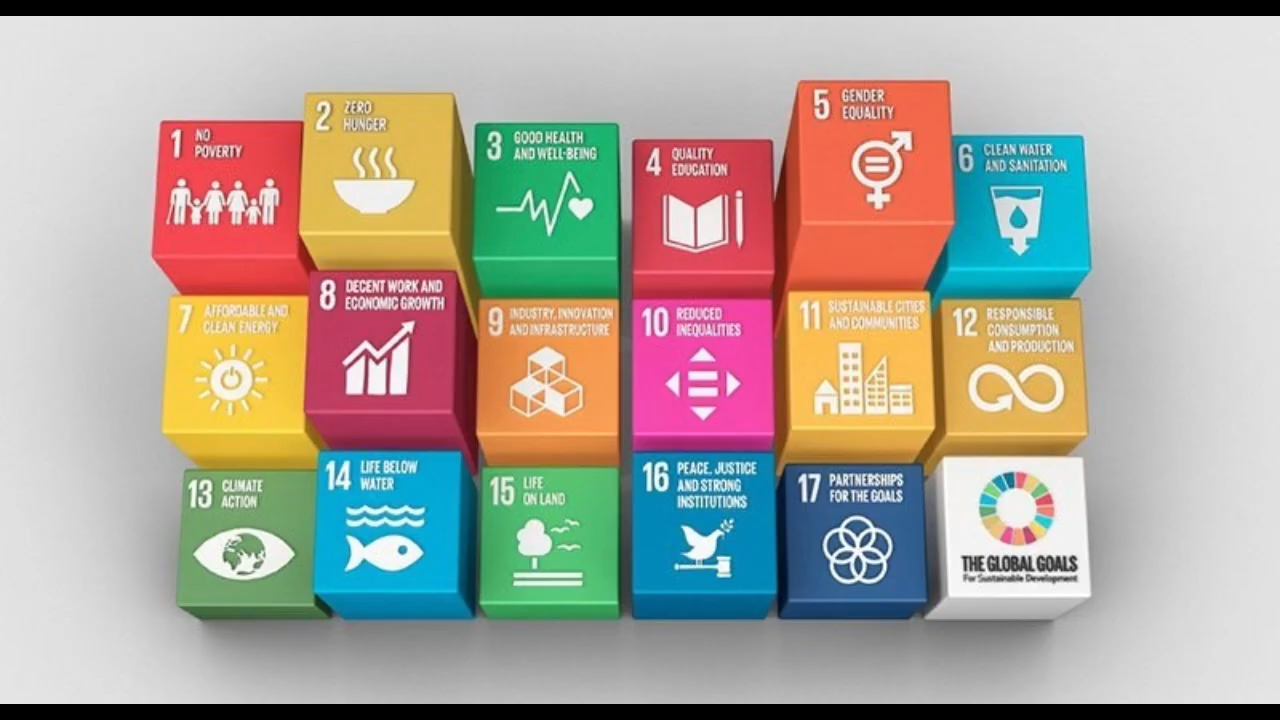 1 NO
POVERTY
2 ZERO
HUNGER
3 GOOD HEALTH
AND WELL-BEING
4 QUALITY
EDUCATION
5 GENDER
EQUALITY
6 CLEAN WATER
AND SANITATION
7 AFFORDABLE AND
CLEAN ENERGY
8 DECENT WORK AND
ECONOMIC GROWTH
9 INDUSTRY, INNOVATION
AND INFRASTRUCTURE
10 REDUCED
INEQUALITIES
11 SUSTAINABLE CITIES
AND COMMUNITIES
12 RESPONSIBLE
CONSUMPTION
AND PRODUCTION
13 CLIMATE
ACTION
14 LIFE BELOW
WATER
15 LIFE
ON LAND
16 PEACE, JUSTICE
AND STRONG
INSTITUTIONS
17 PARTNERSHIPS
FOR THE GOALS
THE GLOBAL GOALS
For Sustainable Development